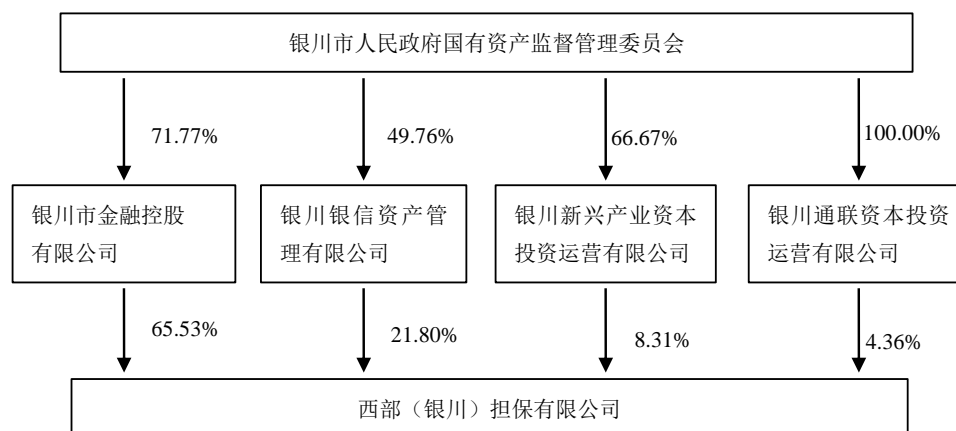 银川市人民政府国有资产监督管理委员会
71.77%
49.76%
66.67%
100.00%
银川市金融控股
有限公司
银川银信资产管
理有限公司
银川新兴产业资本
投资运营有限公司
银川通联资本投资
运营有限公司
65.53%
21.80%
8.31%
4.36%
西部（银川）担保有限公司